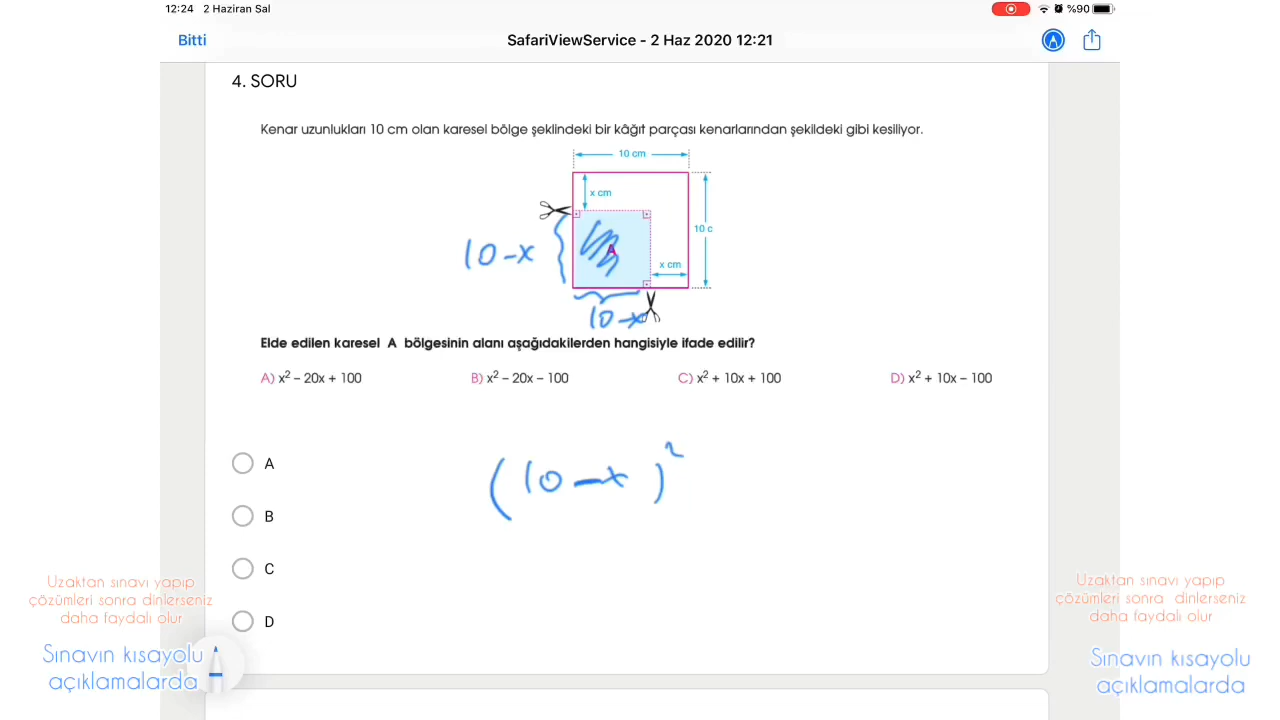 12:24 2 Haziran Sal
%90
Bitti
SafariViewService - 2 Haz 2020 12:21
4. SORU
Kenar uzunlukları 10 cm olan karesel bölge şeklindeki bir kâğıt parçası kenarlarından şekildeki gibi kesiliyor.
10 cm
x cm
10 c
10-x
A
x cm
10-x
Elde edilen karesel A bölgesinin alanı aşağıdakilerden hangisiyle ifade edilir?
A) x² – 20x + 100 B) x² – 20x – 100 C) x² + 10x + 100 D) x² + 10x – 100
(10-x)²
A
B
C
D
Uzaktan sınavı yapıp
çözümleri sonra dinlerseniz
daha faydalı olur
Sınavın kısayolu
açıklamalarda
Uzaktan sınavı yapıp
çözümleri sonra dinlerseniz
daha faydalı olur
Sınavın kısayolu
açıklamalarda